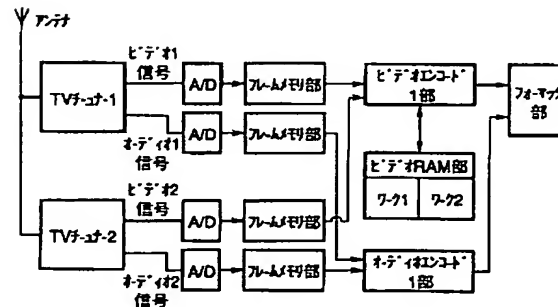 アンテナ
ビデオ1
信号
TVチューナ-1
A/D
フレームメモリ部
ビデオエンコード
1部
フォーマック
部
オーディオ1
信号
A/D
フレームメモリ部
ビデオRAM部
ワーク1
ワーク2
ビデオ2
信号
TVチューナ-2
A/D
フレームメモリ部
オーディオエンコード
1部
オーディオ2
信号
A/D
フレームメモリ部